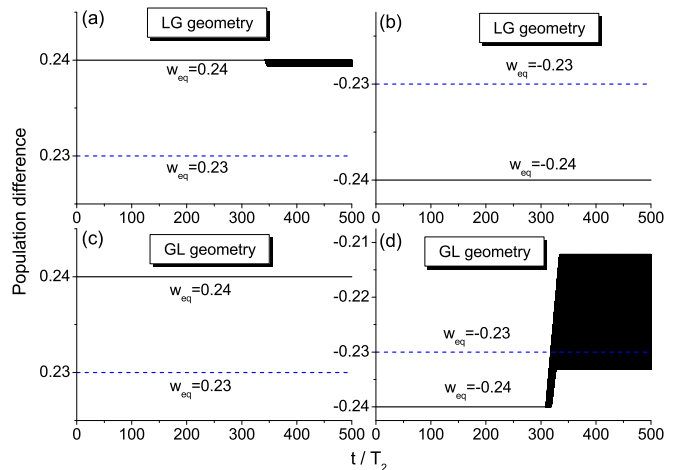 (a) LG geometry
0.24
w_eq=0.24
0.23
w_eq=0.23
0 100 200 300 400 500
(b) LG geometry
w_eq=-0.23
-0.23
w_eq=-0.24
-0.24
0 100 200 300 400 500
Population difference
(c) GL geometry
0.24
w_eq=0.24
0.23
w_eq=0.23
0 100 200 300 400 500
(d) GL geometry
-0.21
-0.22
w_eq=-0.23
-0.23
w_eq=-0.24
-0.24
0 100 200 300 400 500
t / T_2